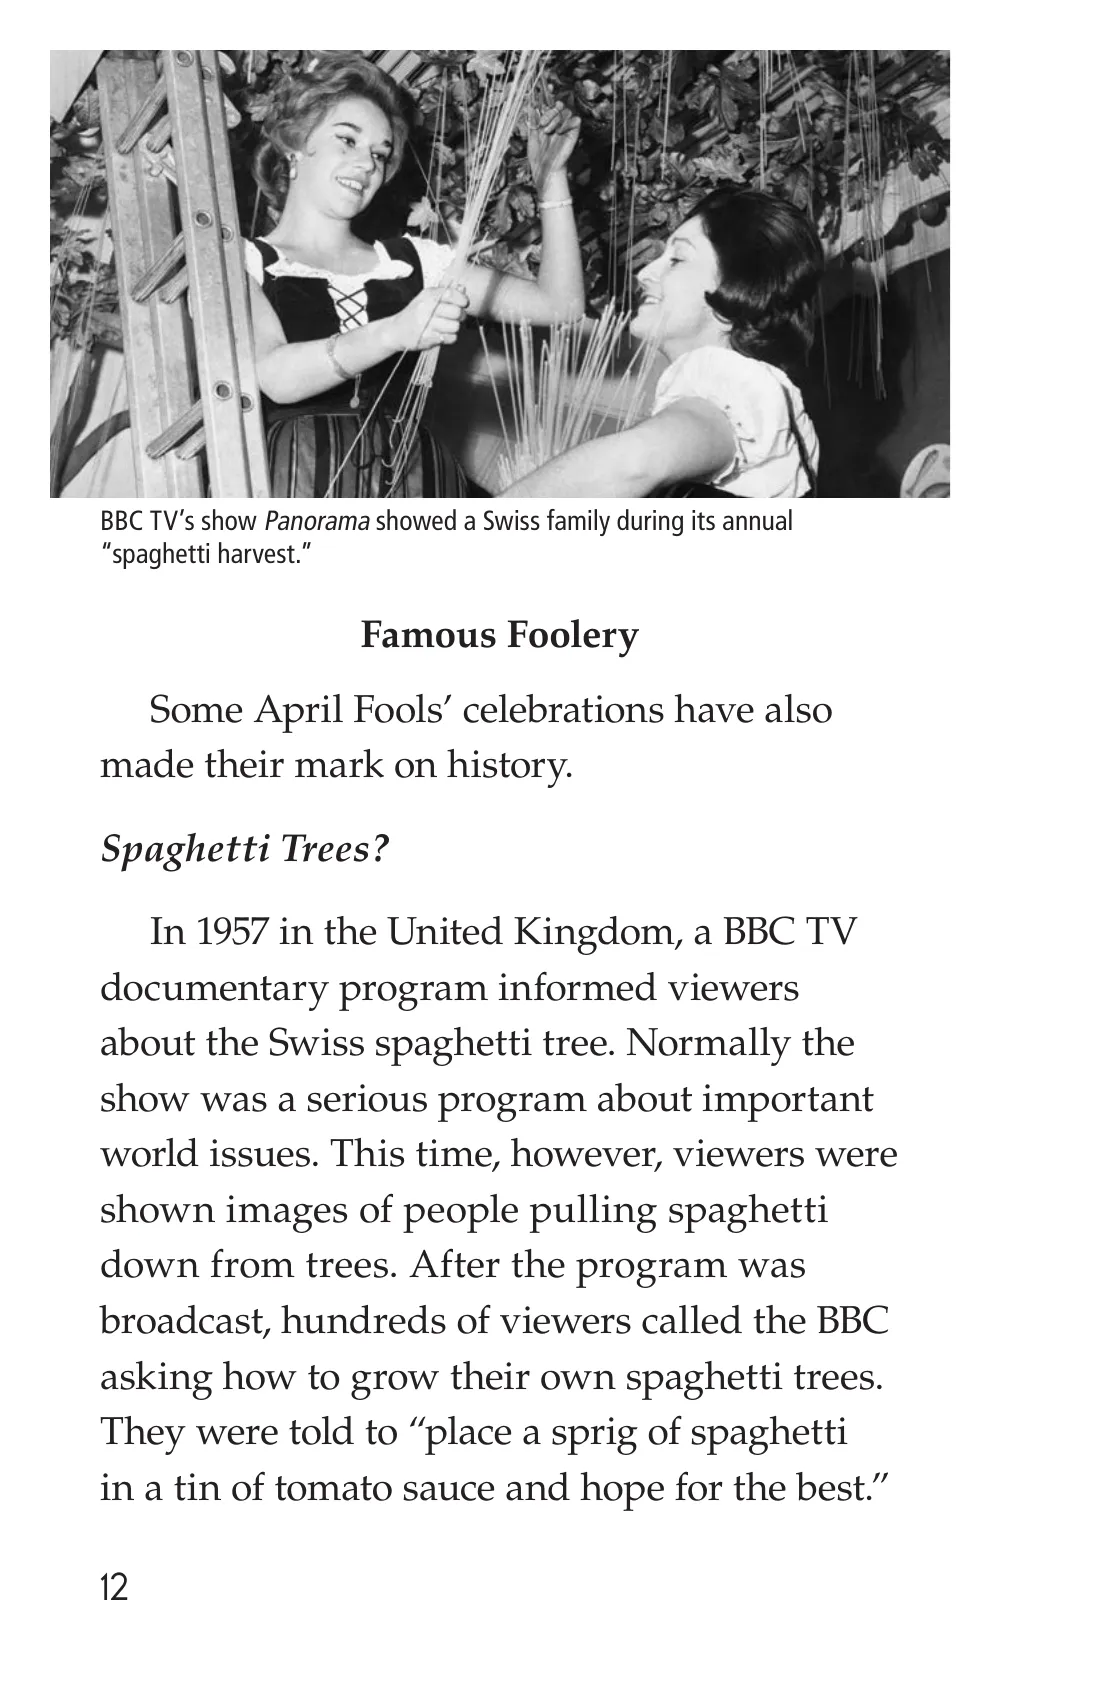 BBC TV’s show Panorama showed a Swiss family during its annual
“spaghetti harvest.”
Famous Foolery
Some April Fools’ celebrations have also
made their mark on history.
Spaghetti Trees?
In 1957 in the United Kingdom, a BBC TV
documentary program informed viewers
about the Swiss spaghetti tree. Normally the
show was a serious program about important
world issues. This time, however, viewers were
shown images of people pulling spaghetti
down from trees. After the program was
broadcast, hundreds of viewers called the BBC
asking how to grow their own spaghetti trees.
They were told to “place a sprig of spaghetti
in a tin of tomato sauce and hope for the best.”
12